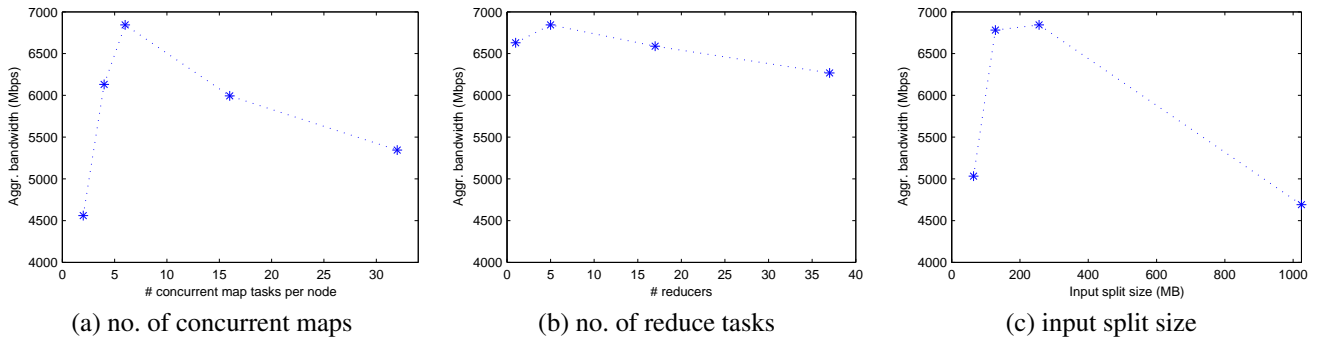 7000
6500
6000
5500
5000
4500
4000
Aggr. bandwidth (Mbps)
0 5 10 15 20 25 30
# concurrent map tasks per node
(a) no. of concurrent maps
7000
6500
6000
5500
5000
4500
4000
Aggr. bandwidth (Mbps)
0 5 10 15 20 25 30 35 40
# reducers
(b) no. of reduce tasks
7000
6500
6000
5500
5000
4500
4000
Aggr. bandwidth (Mbps)
0 200 400 600 800 1000
Input split size (MB)
(c) input split size